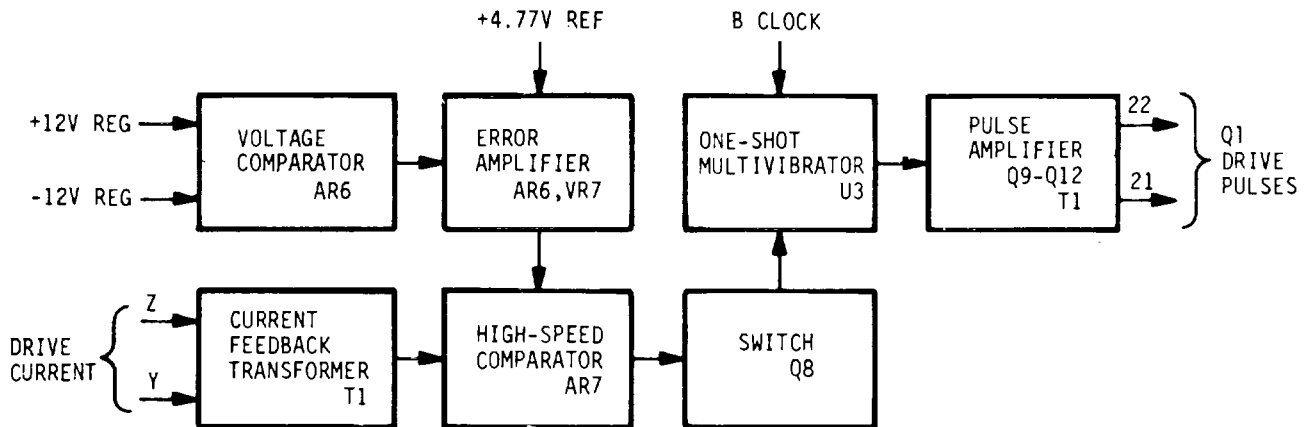 +4.77V REF
B CLOCK
+12V REG
-12V REG
VOLTAGE
COMPARATOR
AR6
ERROR
AMPLIFIER
AR6,VR7
ONE-SHOT
MULTIVIBRATOR
U3
PULSE
AMPLIFIER
Q9-Q12
T1
22
21
Q1
DRIVE
PULSES
DRIVE
CURRENT
Z
Y
CURRENT
FEEDBACK
TRANSFORMER
T1
HIGH-SPEED
COMPARATOR
AR7
SWITCH
Q8